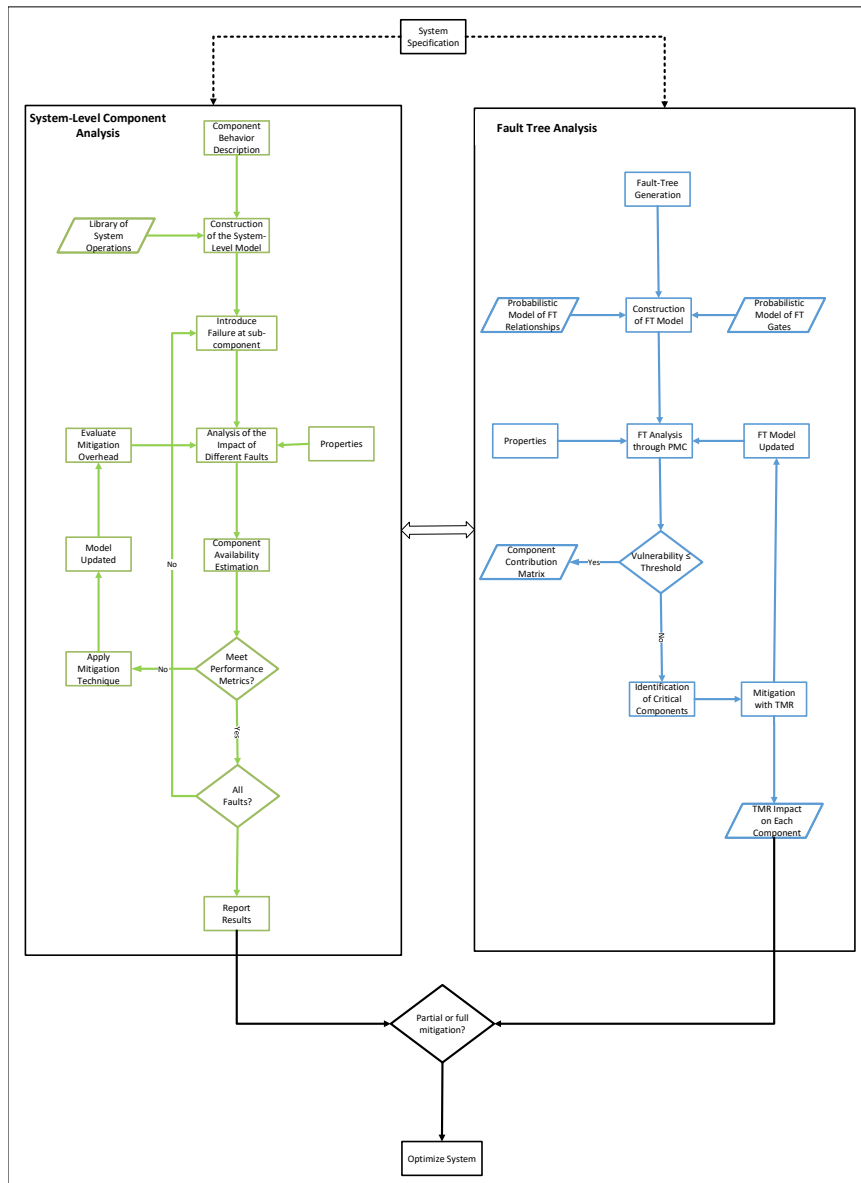 System
Specification
System-Level Component
Analysis
Component
Behavior
Description
Library of
System
Operations
Construction
of the System-
Level Model
Introduce
Failure at sub-
component
Evaluate
Mitigation
Overhead
Analysis of the
Impact of
Different Faults
Properties
Model
Updated
No
Component
Availability
Estimation
Apply
Mitigation
Technique
No
Meet
Performance
Metrics?
Yes
All
Faults?
Report
Results
Fault Tree Analysis
Fault-Tree
Generation
Probabilistic
Model of FT
Relationships
Construction
of FT Model
Probabilistic
Model of FT
Gates
Properties
FT Analysis
through PMC
FT Model
Updated
Component
Contribution
Matrix
Yes
Vulnerability ≤
Threshold
No
Identification
of Critical
Components
Mitigation
with TMR
TMR Impact
on Each
Component
Partial or full
mitigation?
Optimize System